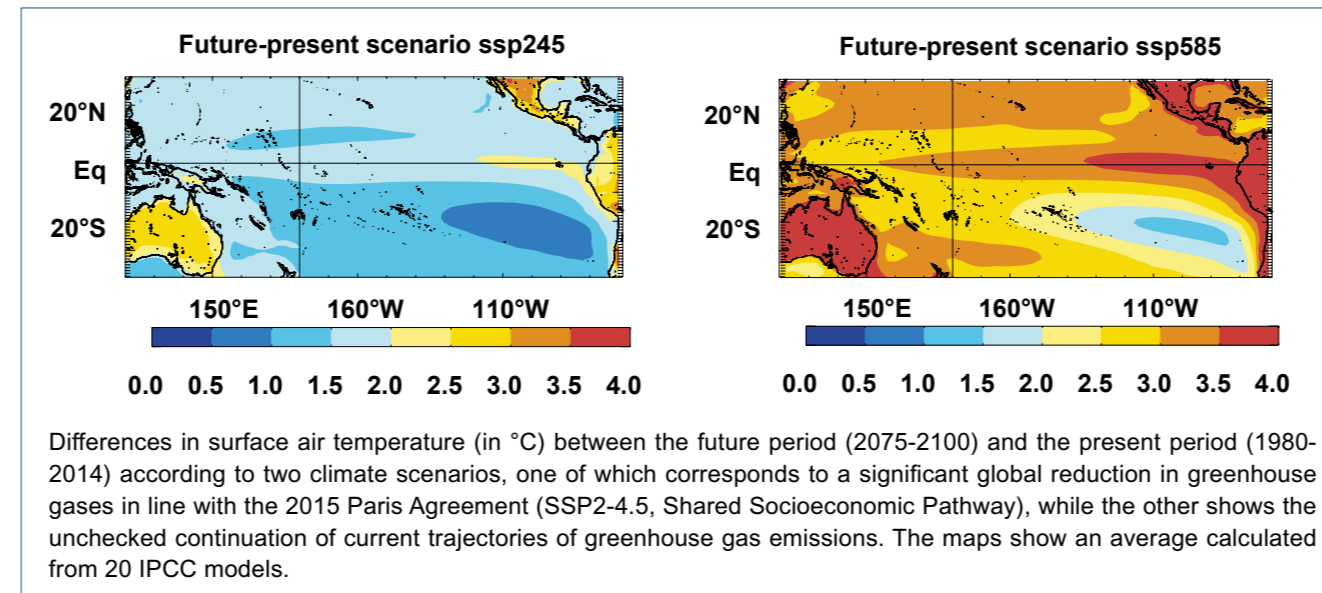 Future-present scenario ssp245
20°N
Eq
20°S
150°E 160°W 110°W
0.0 0.5 1.0 1.5 2.0 2.5 3.0 3.5 4.0
Future-present scenario ssp585
20°N
Eq
20°S
150°E 160°W 110°W
0.0 0.5 1.0 1.5 2.0 2.5 3.0 3.5 4.0
Differences in surface air temperature (in °C) between the future period (2075-2100) and the present period (1980-
2014) according to two climate scenarios, one of which corresponds to a significant global reduction in greenhouse
gases in line with the 2015 Paris Agreement (SSP2-4.5, Shared Socioeconomic Pathway), while the other shows the
unchecked continuation of current trajectories of greenhouse gas emissions. The maps show an average calculated
from 20 IPCC models.